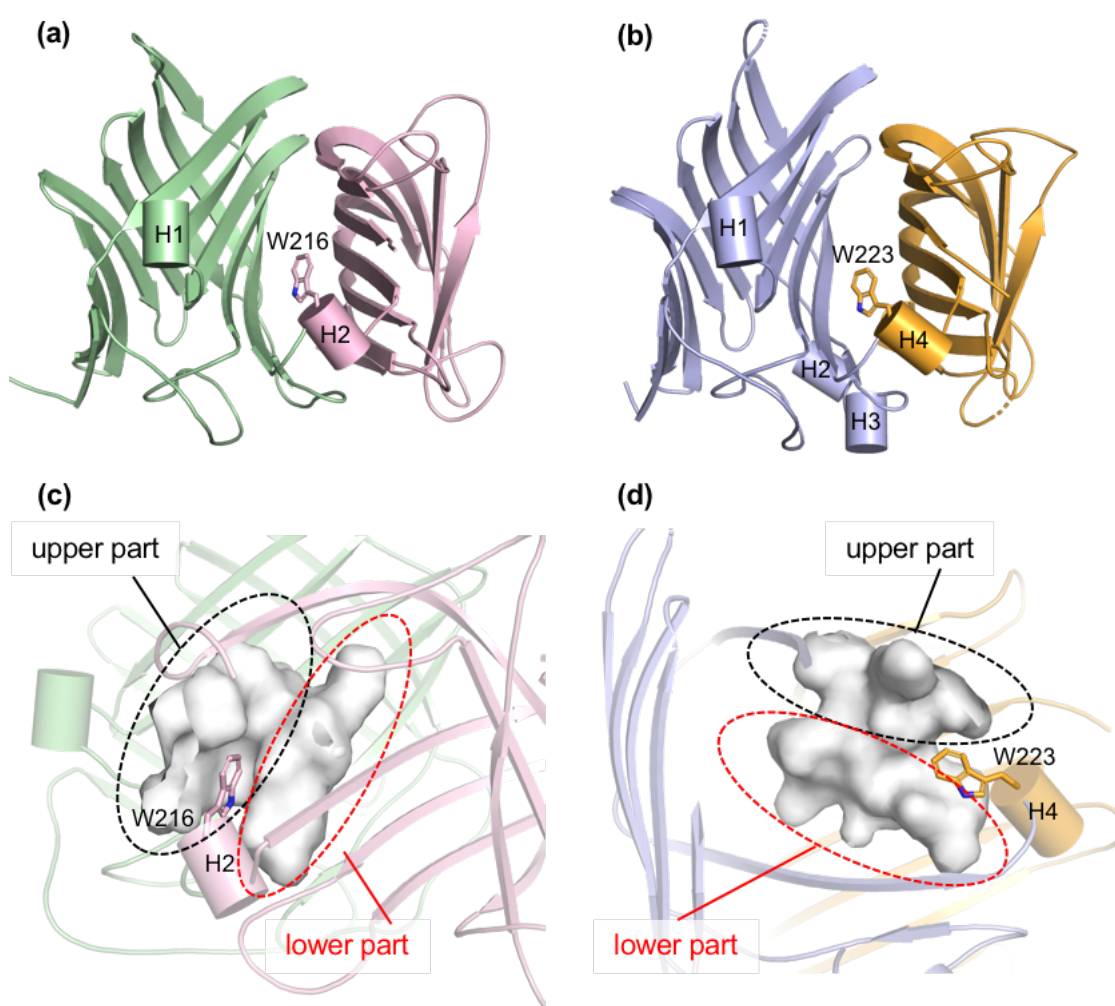 (a)
H1
W216
H2
(b)
H1
W223
H4
H2
H3
(c)
upper part
W216
H2
lower part
(d)
upper part
W223
H4
lower part